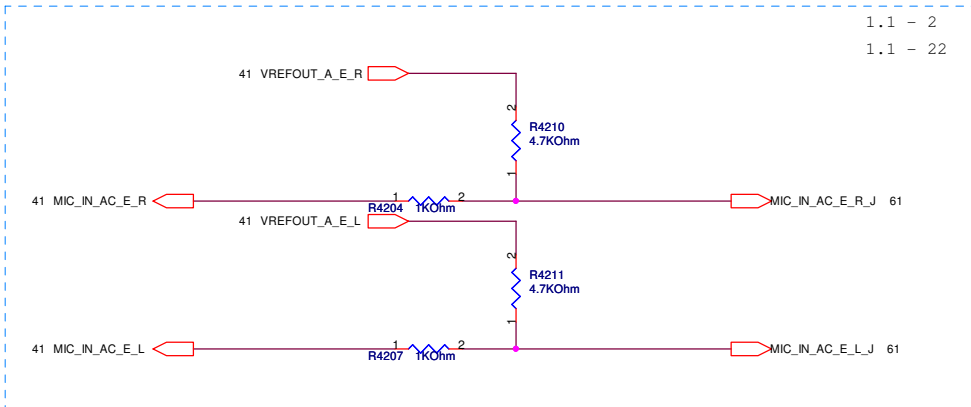 1.1 - 2
1.1 - 22
41 VREFOUT_A_E_R
2
R4210
4.7KOhm
1
41 MIC_IN_AC_E_R
1
2
MIC_IN_AC_E_R_J 61
R4204 1KOhm
41 VREFOUT_A_E_L
2
R4211
4.7KOhm
1
41 MIC_IN_AC_E_L
1
2
MIC_IN_AC_E_L_J 61
R4207 1KOhm